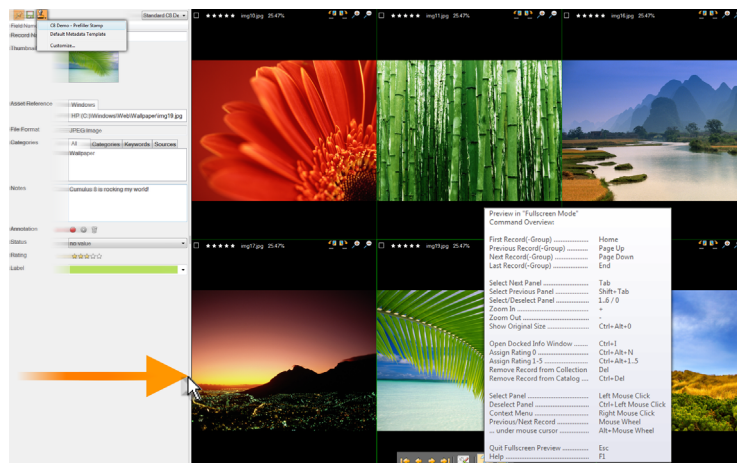 Standard C8 De
C8 Demo - Prefilter Stamp
Default Metadata Template
Customize...
Record N
Thumbnail
Asset Reference
Windows
HP (C:)\Windows\Web\Wallpaper\img19.jpg
File Format
JPEG Image
Categories
All Categories Keywords Sources
Wallpaper
Notes
Cumulus 8 is rocking my world!
Annotation
Status
No value
Rating
Label
img10.jpg 25.47%
img11.jpg 25.47%
img16.jpg 25.47%
img17.jpg 25.47%
img19.jpg 25.47%
Preview in "Fullscreen Mode"
Command Overview:
First Record(-Group) ................ Home
Previous Record(-Group) ......... Page Up
Next Record(-Group) ............... Page Down
Last Record(-Group) ................ End
Select Next Panel ..................... Tab
Select Previous Panel ............... Shift+Tab
Select/Deselect Panel .............. 1..6 / 0
Zoom In ................................... +
Zoom Out ................................ -
Show Original Size ................... Ctrl+Alt+0
Open Docked Info Window ....... Ctrl+I
Assign Rating 0 ........................ Ctrl+Alt+N
Assign Rating 1-5 ..................... Ctrl+Alt+1..5
Remove Record from Collection Del
Remove Record from Catalog .... Ctrl+Del
Select Panel ............................. Left Mouse Click
Deselect Panel ......................... Ctrl+Left Mouse Click
Context Menu .......................... Right Mouse Click
Previous/Next Record ............... Mouse Wheel
... under mouse cursor ............. Alt+Mouse Wheel
Quit Fullscreen Preview ............ Esc
Help ........................................ F1